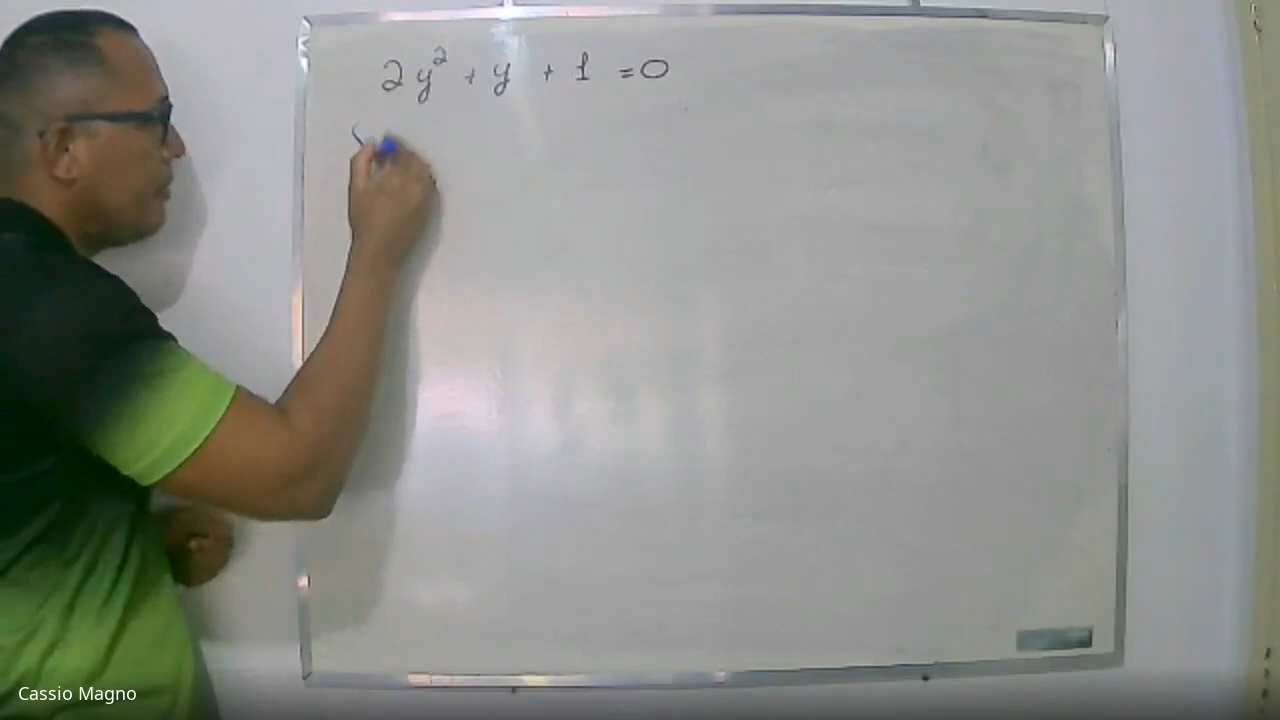 2y² + y + 1 = 0
Cassio Magno